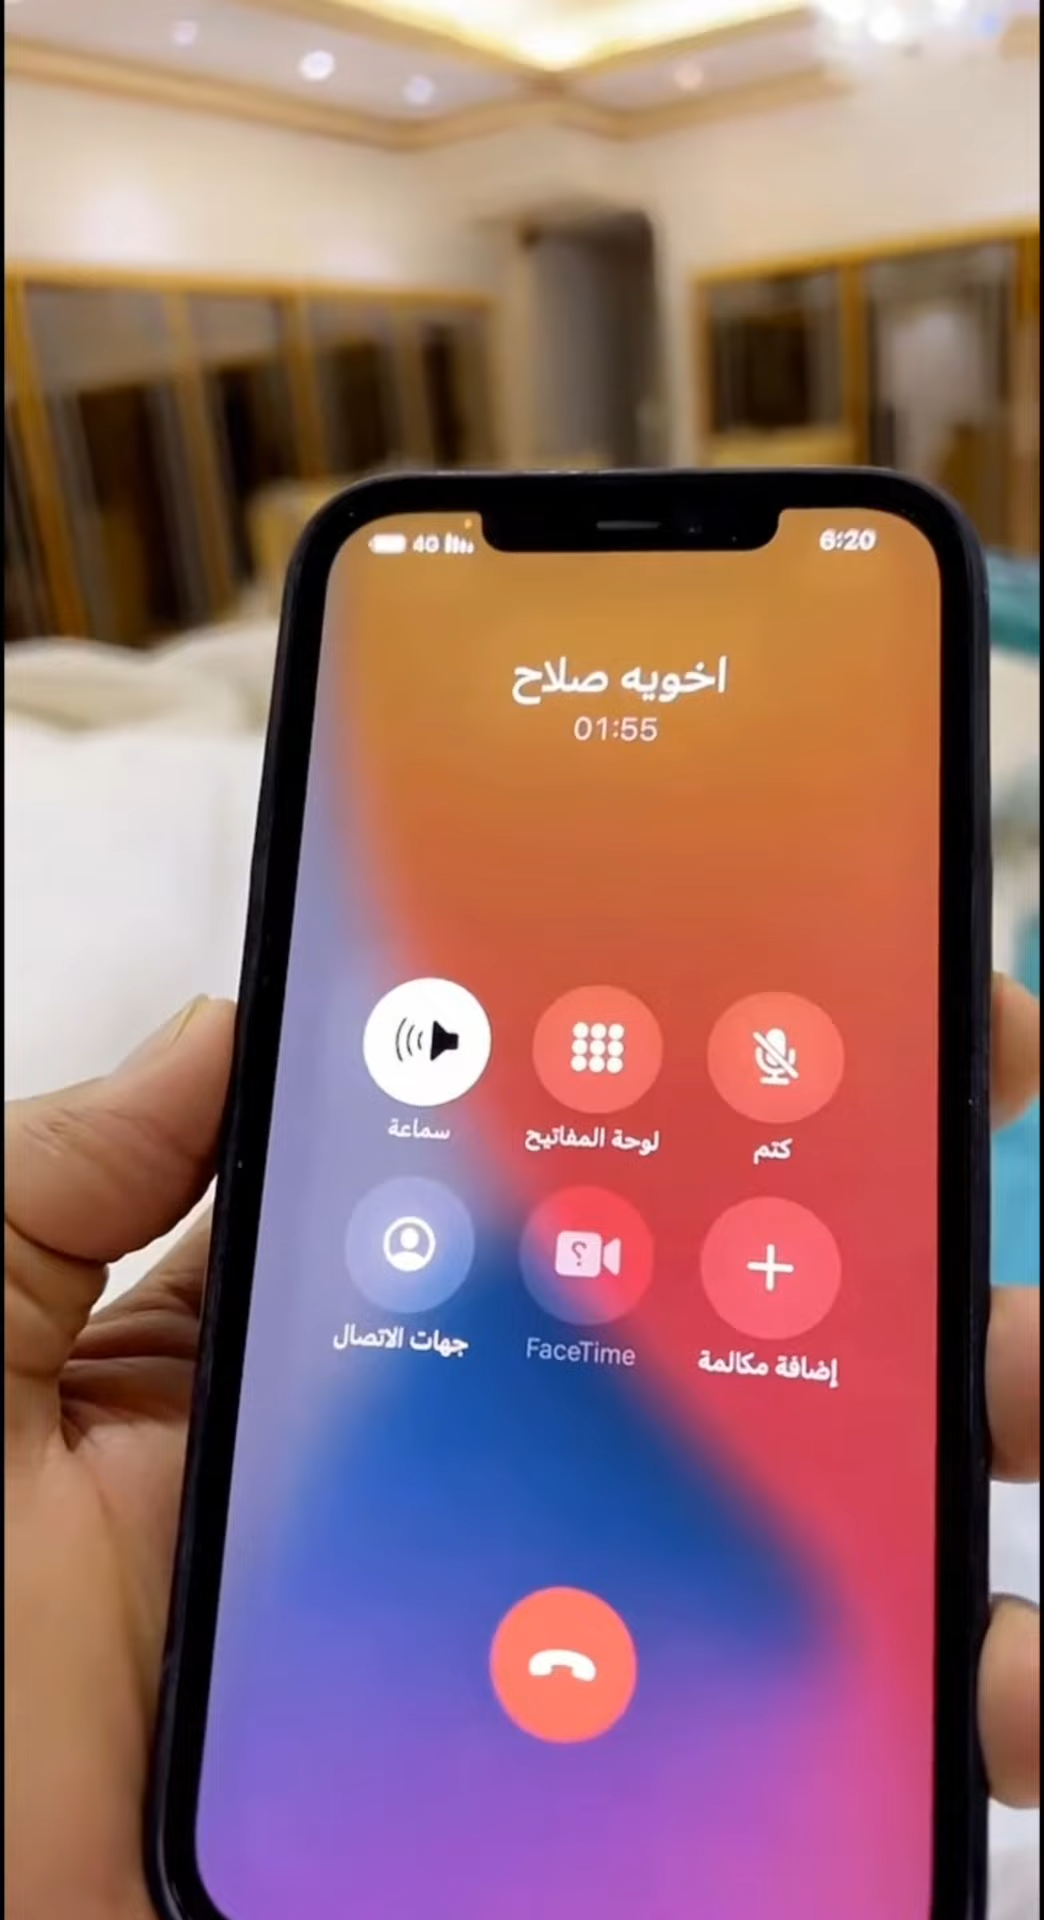 6:20
4G
اخويه صلاح
01:55
كتم
لوحة المفاتيح
سماعة
إضافة مكالمة
FaceTime
جهات الاتصال